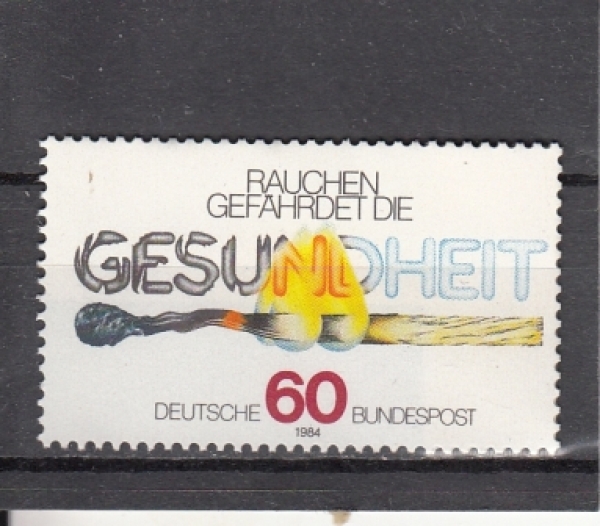 RAUCHEN
GEFÄHRDET DIE
GESUNDHEIT
DEUTSCHE 60 BUNDESPOST
1984